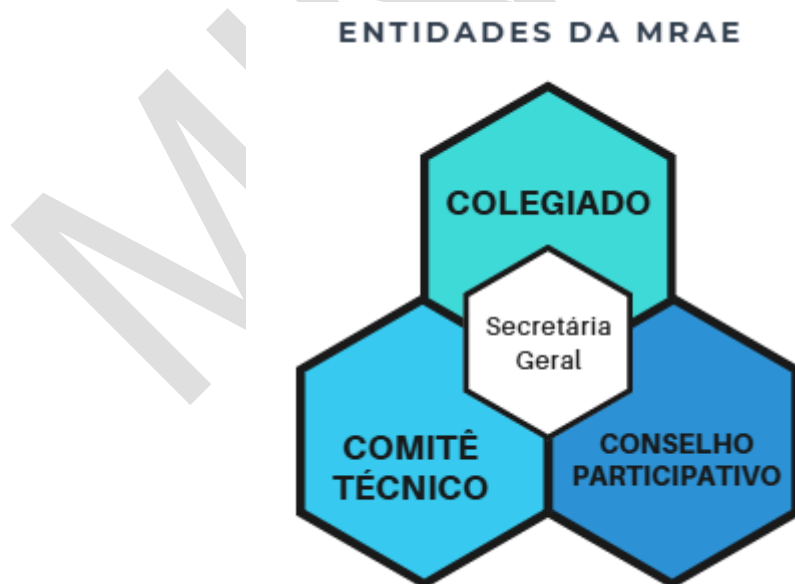 ENTIDADES DA MRAE
COLEGIADO
Secretária
Geral
COMITÊ
TÉCNICO
CONSELHO
PARTICIPATIVO